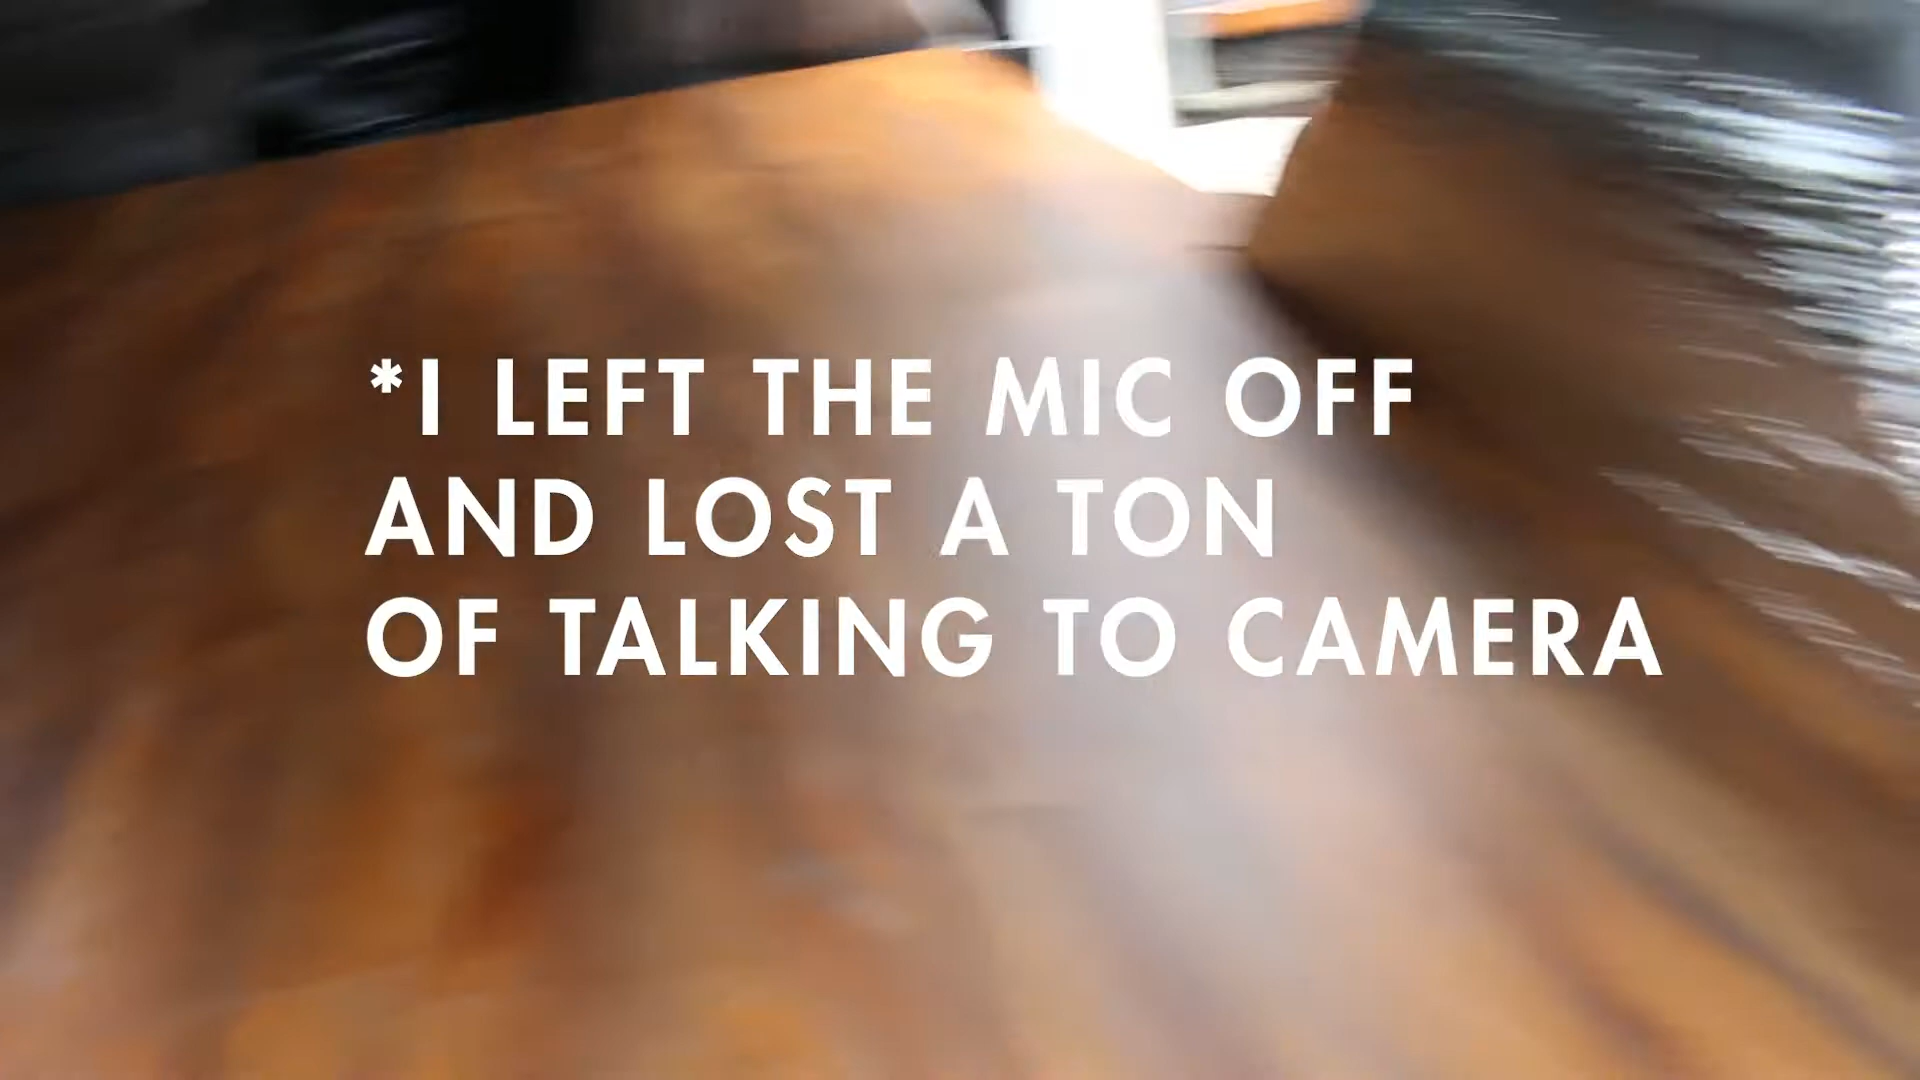 *I LEFT THE MIC OFF
AND LOST A TON
OF TALKING TO CAMERA